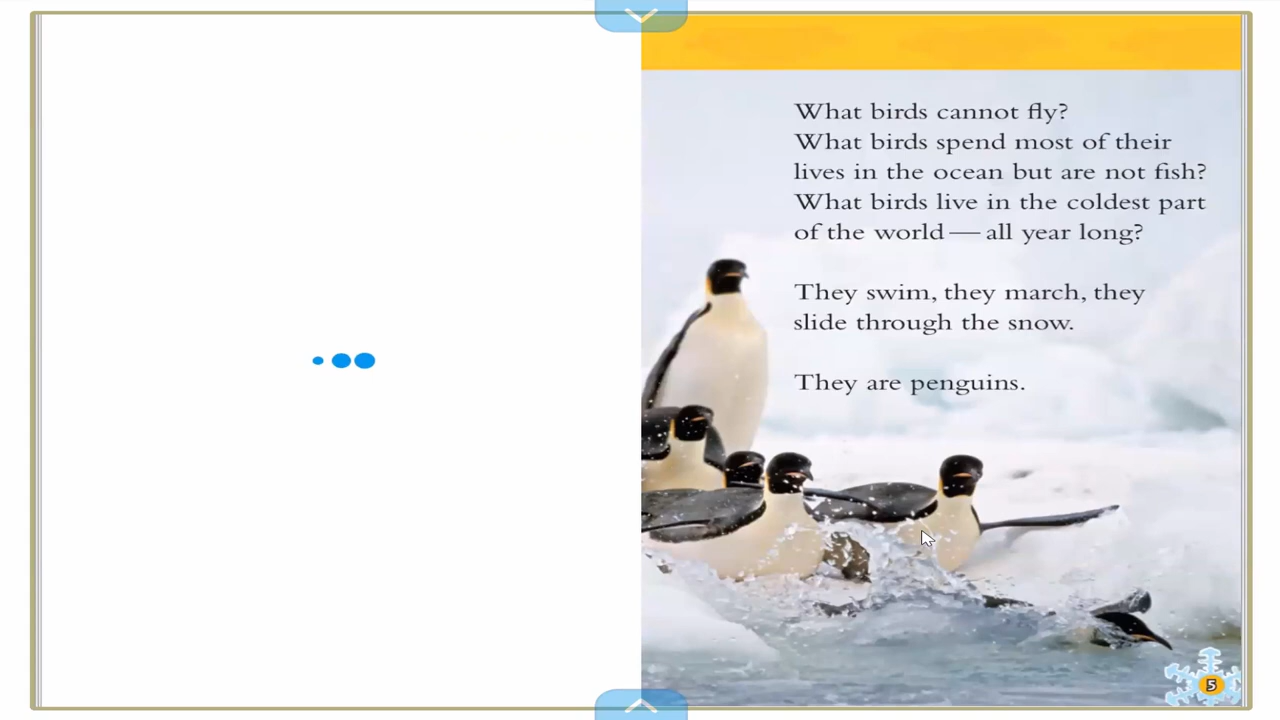 What birds cannot fly?
What birds spend most of their
lives in the ocean but are not fish?
What birds live in the coldest part
of the world — all year long?
They swim, they march, they
slide through the snow.
They are penguins.
5